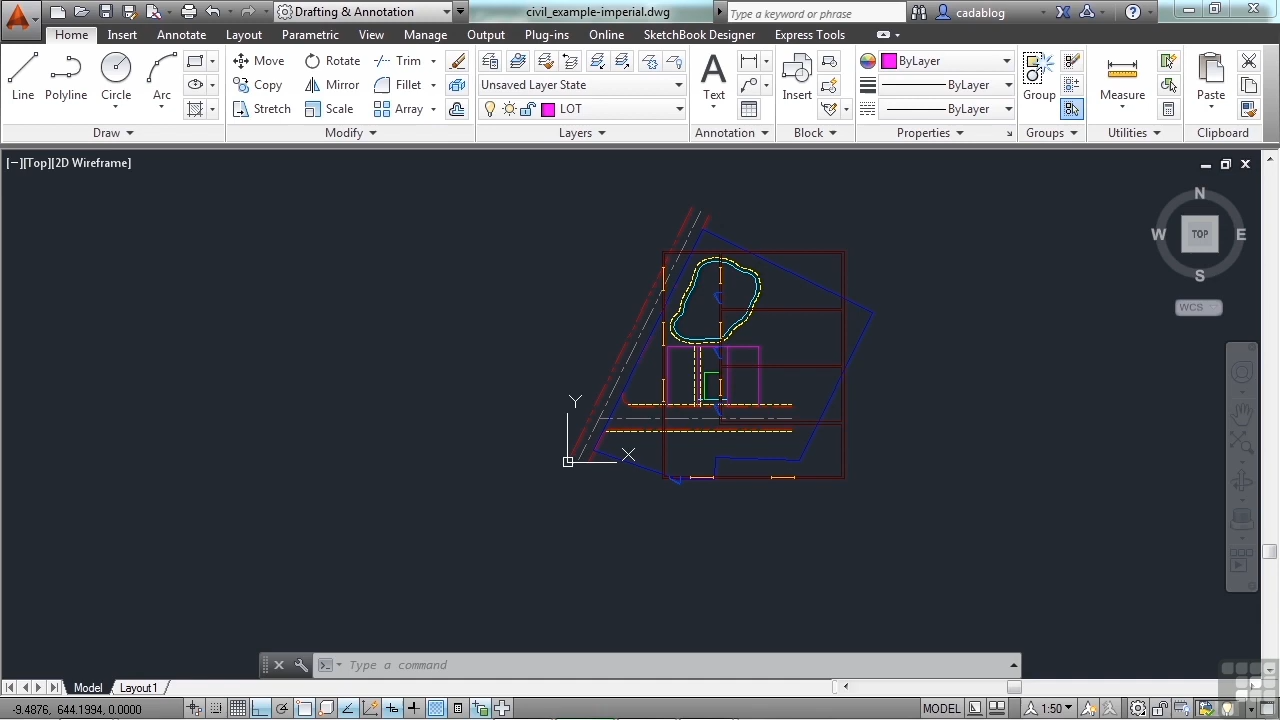 Drafting & Annotation
civil_example-imperial.dwg
Type a keyword or phrase
cadablog
Home Insert Annotate Layout Parametric View Manage Output Plug-ins Online SketchBook Designer Express Tools
Line
Polyline
Circle
Arc
Draw
Move
Rotate
Trim
Copy
Mirror
Fillet
Stretch
Scale
Array
Modify
Unsaved Layer State
LOT
Layers
Text
Annotation
Insert
Block
ByLayer
ByLayer
ByLayer
Properties
Group
Groups
Measure
Utilities
Paste
Clipboard
[−][Top][2D Wireframe]
N
W
TOP
E
S
WCS
Y
X
Type a command
Model
Layout1
-9.4876, 644.1994, 0.0000
MODEL
1:50